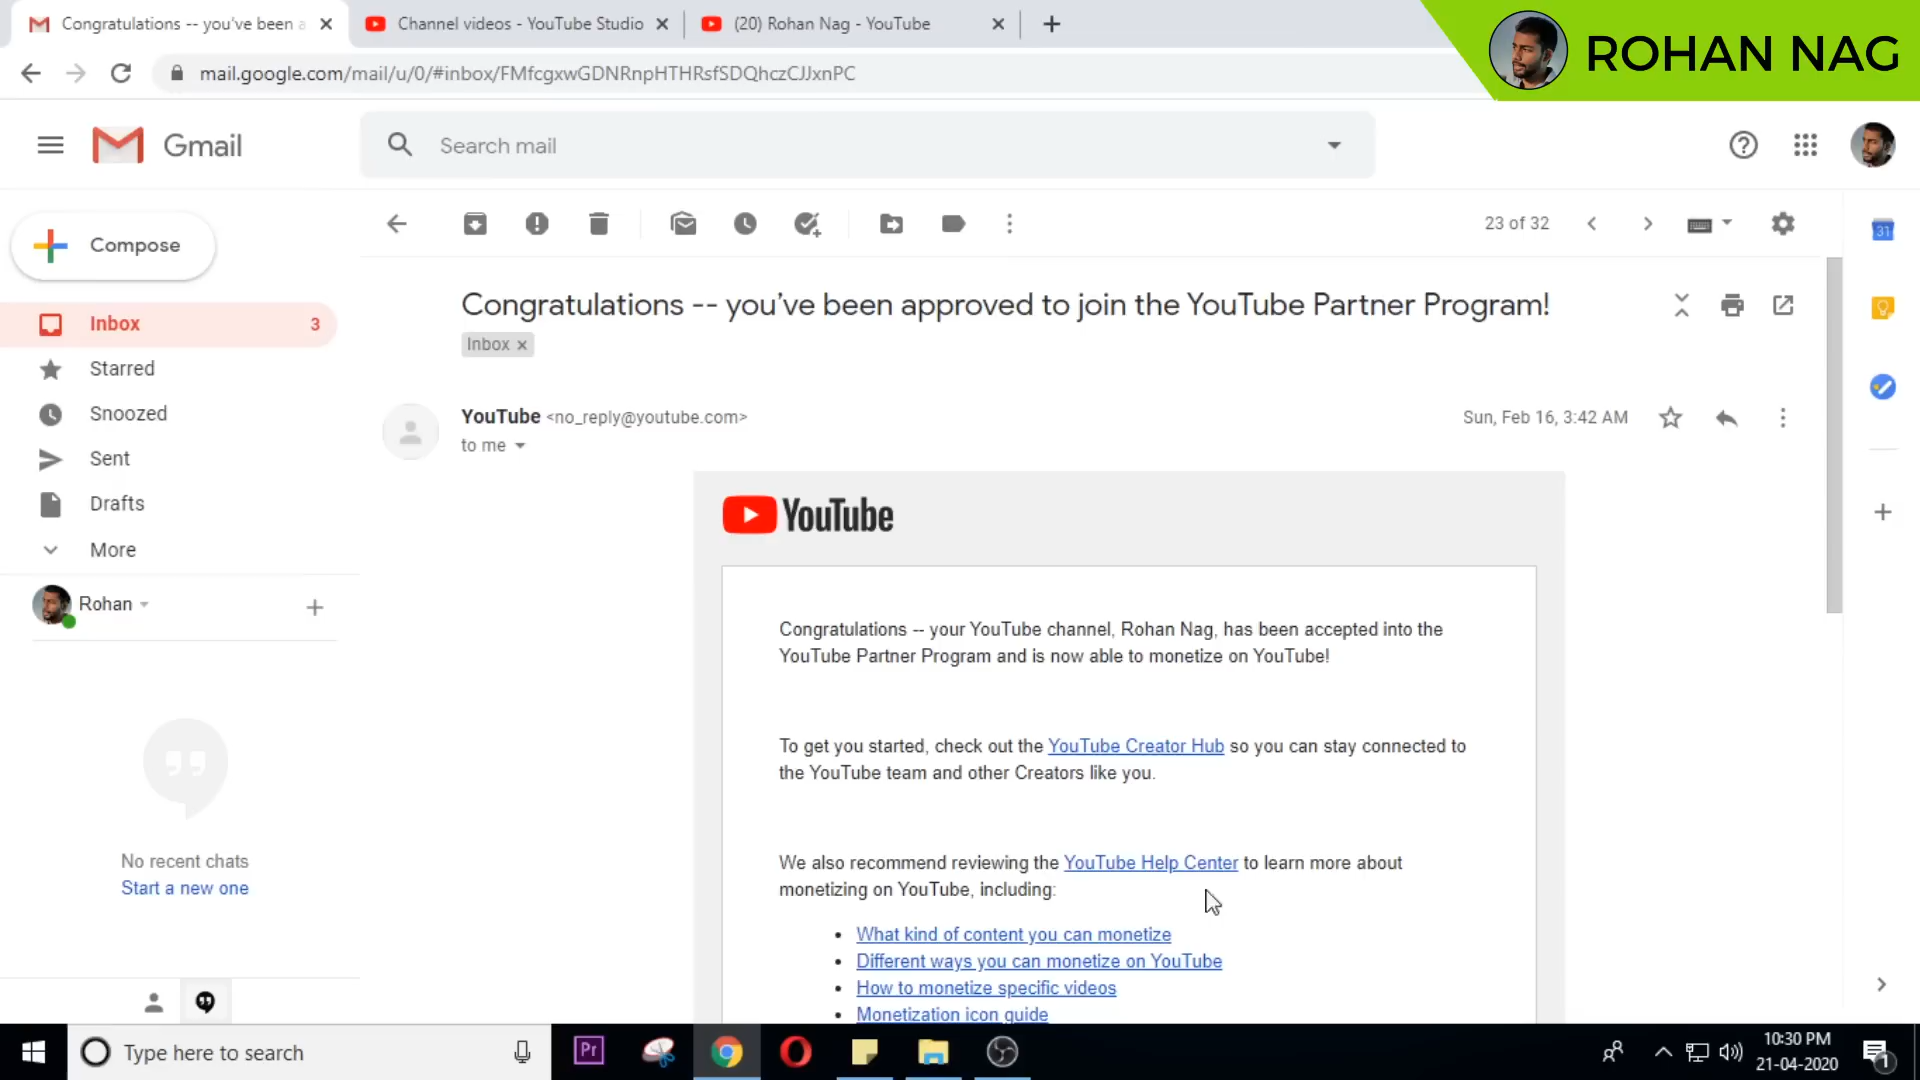 Congratulations -- you've been a
Channel videos - YouTube Studio
(20) Rohan Nag - YouTube
ROHAN NAG
mail.google.com/mail/u/0/#inbox/FMfcgxwGDNRnpHTHRsfSDQhczCJJxnPC
Gmail
Search mail
Compose
23 of 32
31
Congratulations -- you've been approved to join the YouTube Partner Program!
Inbox 3
Inbox x
Starred
Snoozed
YouTube <no_reply@youtube.com>
Sun, Feb 16, 3:42 AM
to me
Sent
Drafts
More
YouTube
Rohan
Congratulations -- your YouTube channel, Rohan Nag, has been accepted into the
YouTube Partner Program and is now able to monetize on YouTube!
To get you started, check out the YouTube Creator Hub so you can stay connected to
the YouTube team and other Creators like you.
No recent chats
Start a new one
We also recommend reviewing the YouTube Help Center to learn more about
monetizing on YouTube, including:
• What kind of content you can monetize
• Different ways you can monetize on YouTube
• How to monetize specific videos
• Monetization icon guide
Type here to search
Pr
10:30 PM
21-04-2020
1